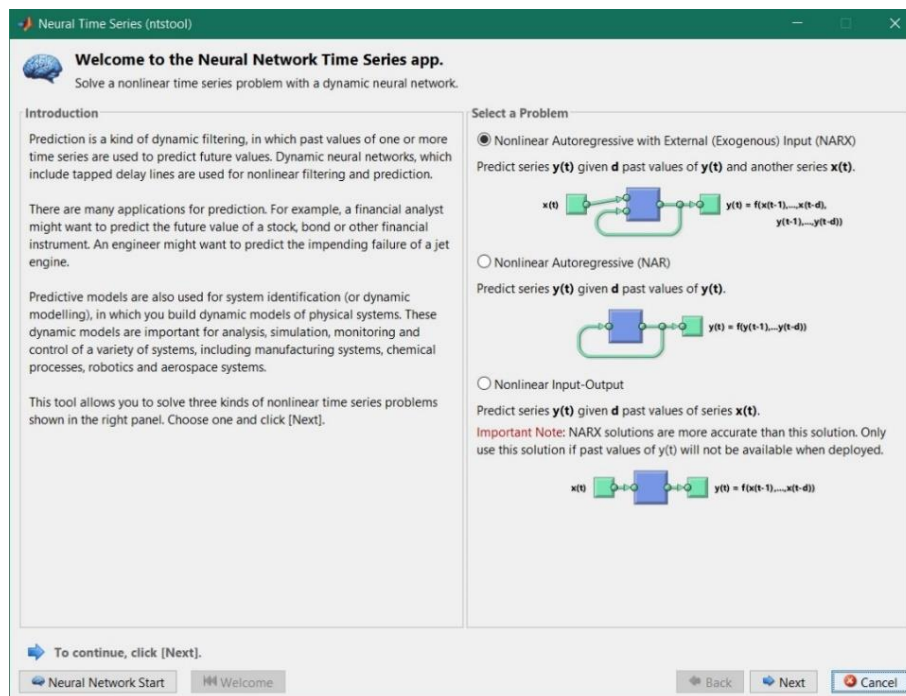 Neural Time Series (ntstool)
Welcome to the Neural Network Time Series app.
Solve a nonlinear time series problem with a dynamic neural network.
Introduction
Prediction is a kind of dynamic filtering, in which past values of one or more
time series are used to predict future values. Dynamic neural networks, which
include tapped delay lines are used for nonlinear filtering and prediction.
There are many applications for prediction. For example, a financial analyst
might want to predict the future value of a stock, bond or other financial
instrument. An engineer might want to predict the impending failure of a jet
engine.
Predictive models are also used for system identification (or dynamic
modelling), in which you build dynamic models of physical systems. These
dynamic models are important for analysis, simulation, monitoring and
control of a variety of systems, including manufacturing systems, chemical
processes, robotics and aerospace systems.
This tool allows you to solve three kinds of nonlinear time series problems
shown in the right panel. Choose one and click [Next].
Select a Problem
Nonlinear Autoregressive with External (Exogenous) Input (NARX)
Predict series y(t) given d past values of y(t) and another series x(t).
x(t) y(t) = f(x(t-1),...,x(t-d),
y(t-1),...,y(t-d))
Nonlinear Autoregressive (NAR)
Predict series y(t) given d past values of y(t).
y(t) = f(y(t-1),...y(t-d))
Nonlinear Input-Output
Predict series y(t) given d past values of series x(t).
Important Note: NARX solutions are more accurate than this solution. Only
use this solution if past values of y(t) will not be available when deployed.
x(t) y(t) = f(x(t-1),...,x(t-d))
To continue, click [Next].
Neural Network Start Welcome Back Next Cancel